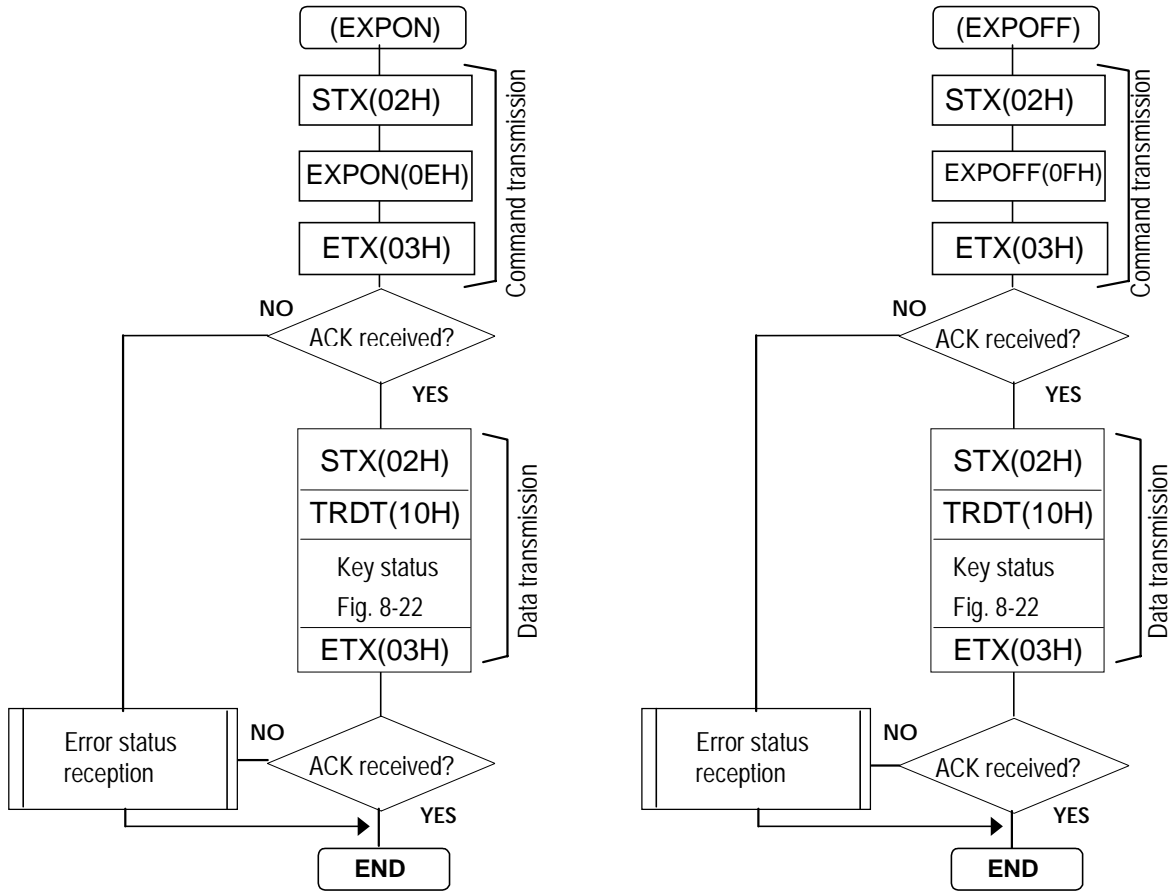 (EXPON)
STX(02H)
EXPON(0EH)
ETX(03H)
Command transmission
NO
ACK received?
YES
STX(02H)
TRDT(10H)
Key status
Fig. 8-22
ETX(03H)
Data transmission
Error status
reception
NO
ACK received?
YES
END
(EXPOFF)
STX(02H)
EXPOFF(0FH)
ETX(03H)
Command transmission
NO
ACK received?
YES
STX(02H)
TRDT(10H)
Key status
Fig. 8-22
ETX(03H)
Data transmission
Error status
reception
NO
ACK received?
YES
END